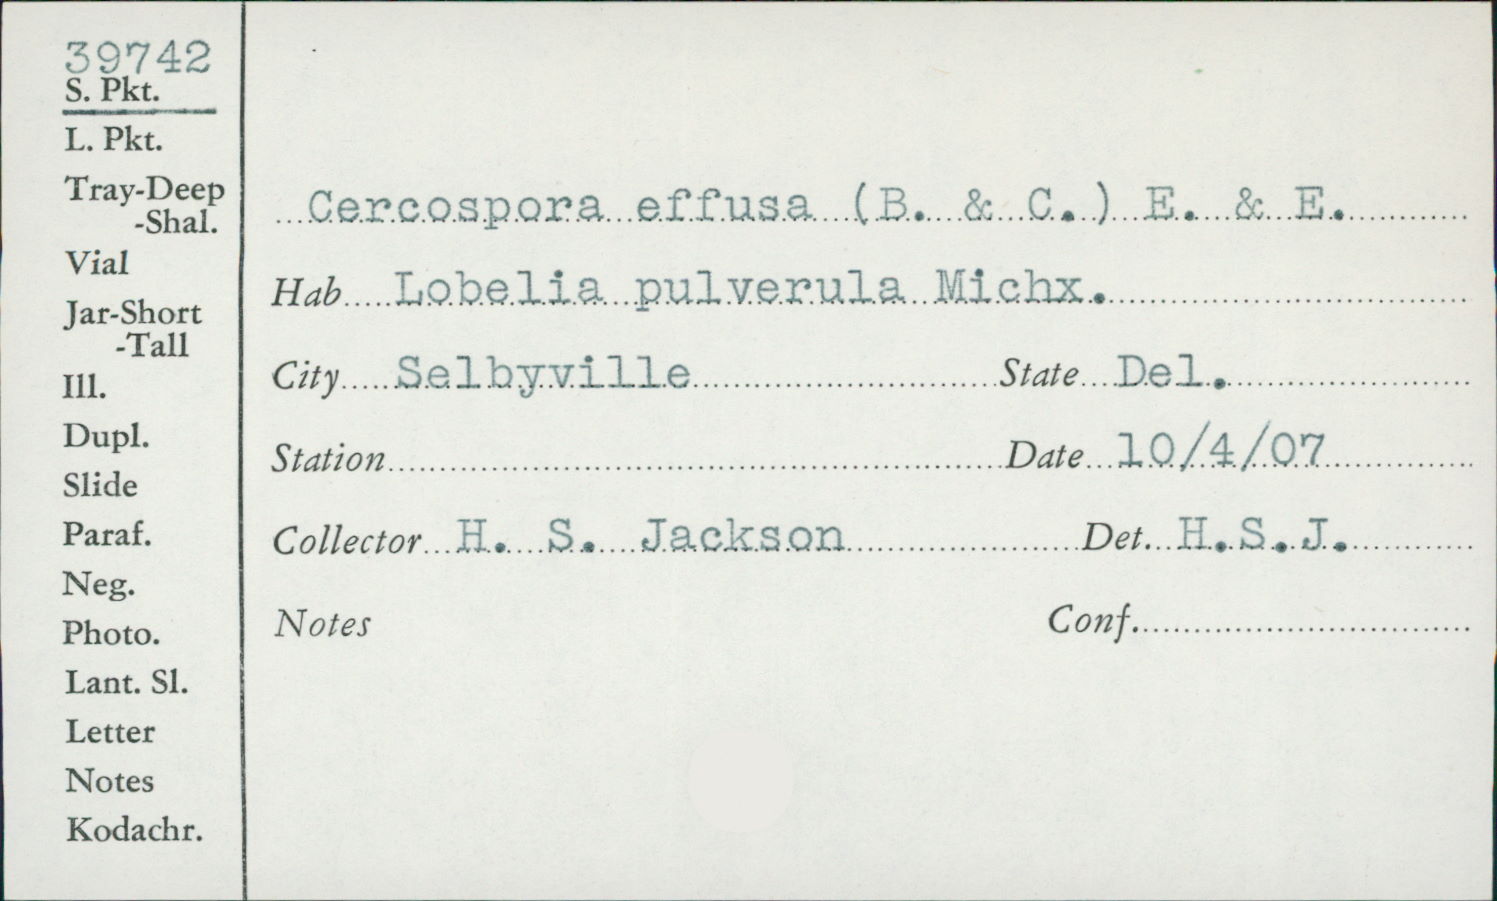 39742
S. Pkt.
L. Pkt.
Tray-Deep
-Shal.
Vial
Jar-Short
-Tall
Ill.
Dupl.
Slide
Paraf.
Neg.
Photo.
Lant. Sl.
Letter
Notes
Kodachr.
Cercospora effusa (B. & C.) E. & E.
Hab Lobelia pulverula Michx.
City Selbyville State Del.
Station Date 10/4/07
Collector H. S. Jackson Det. H.S.J.
Notes Conf.